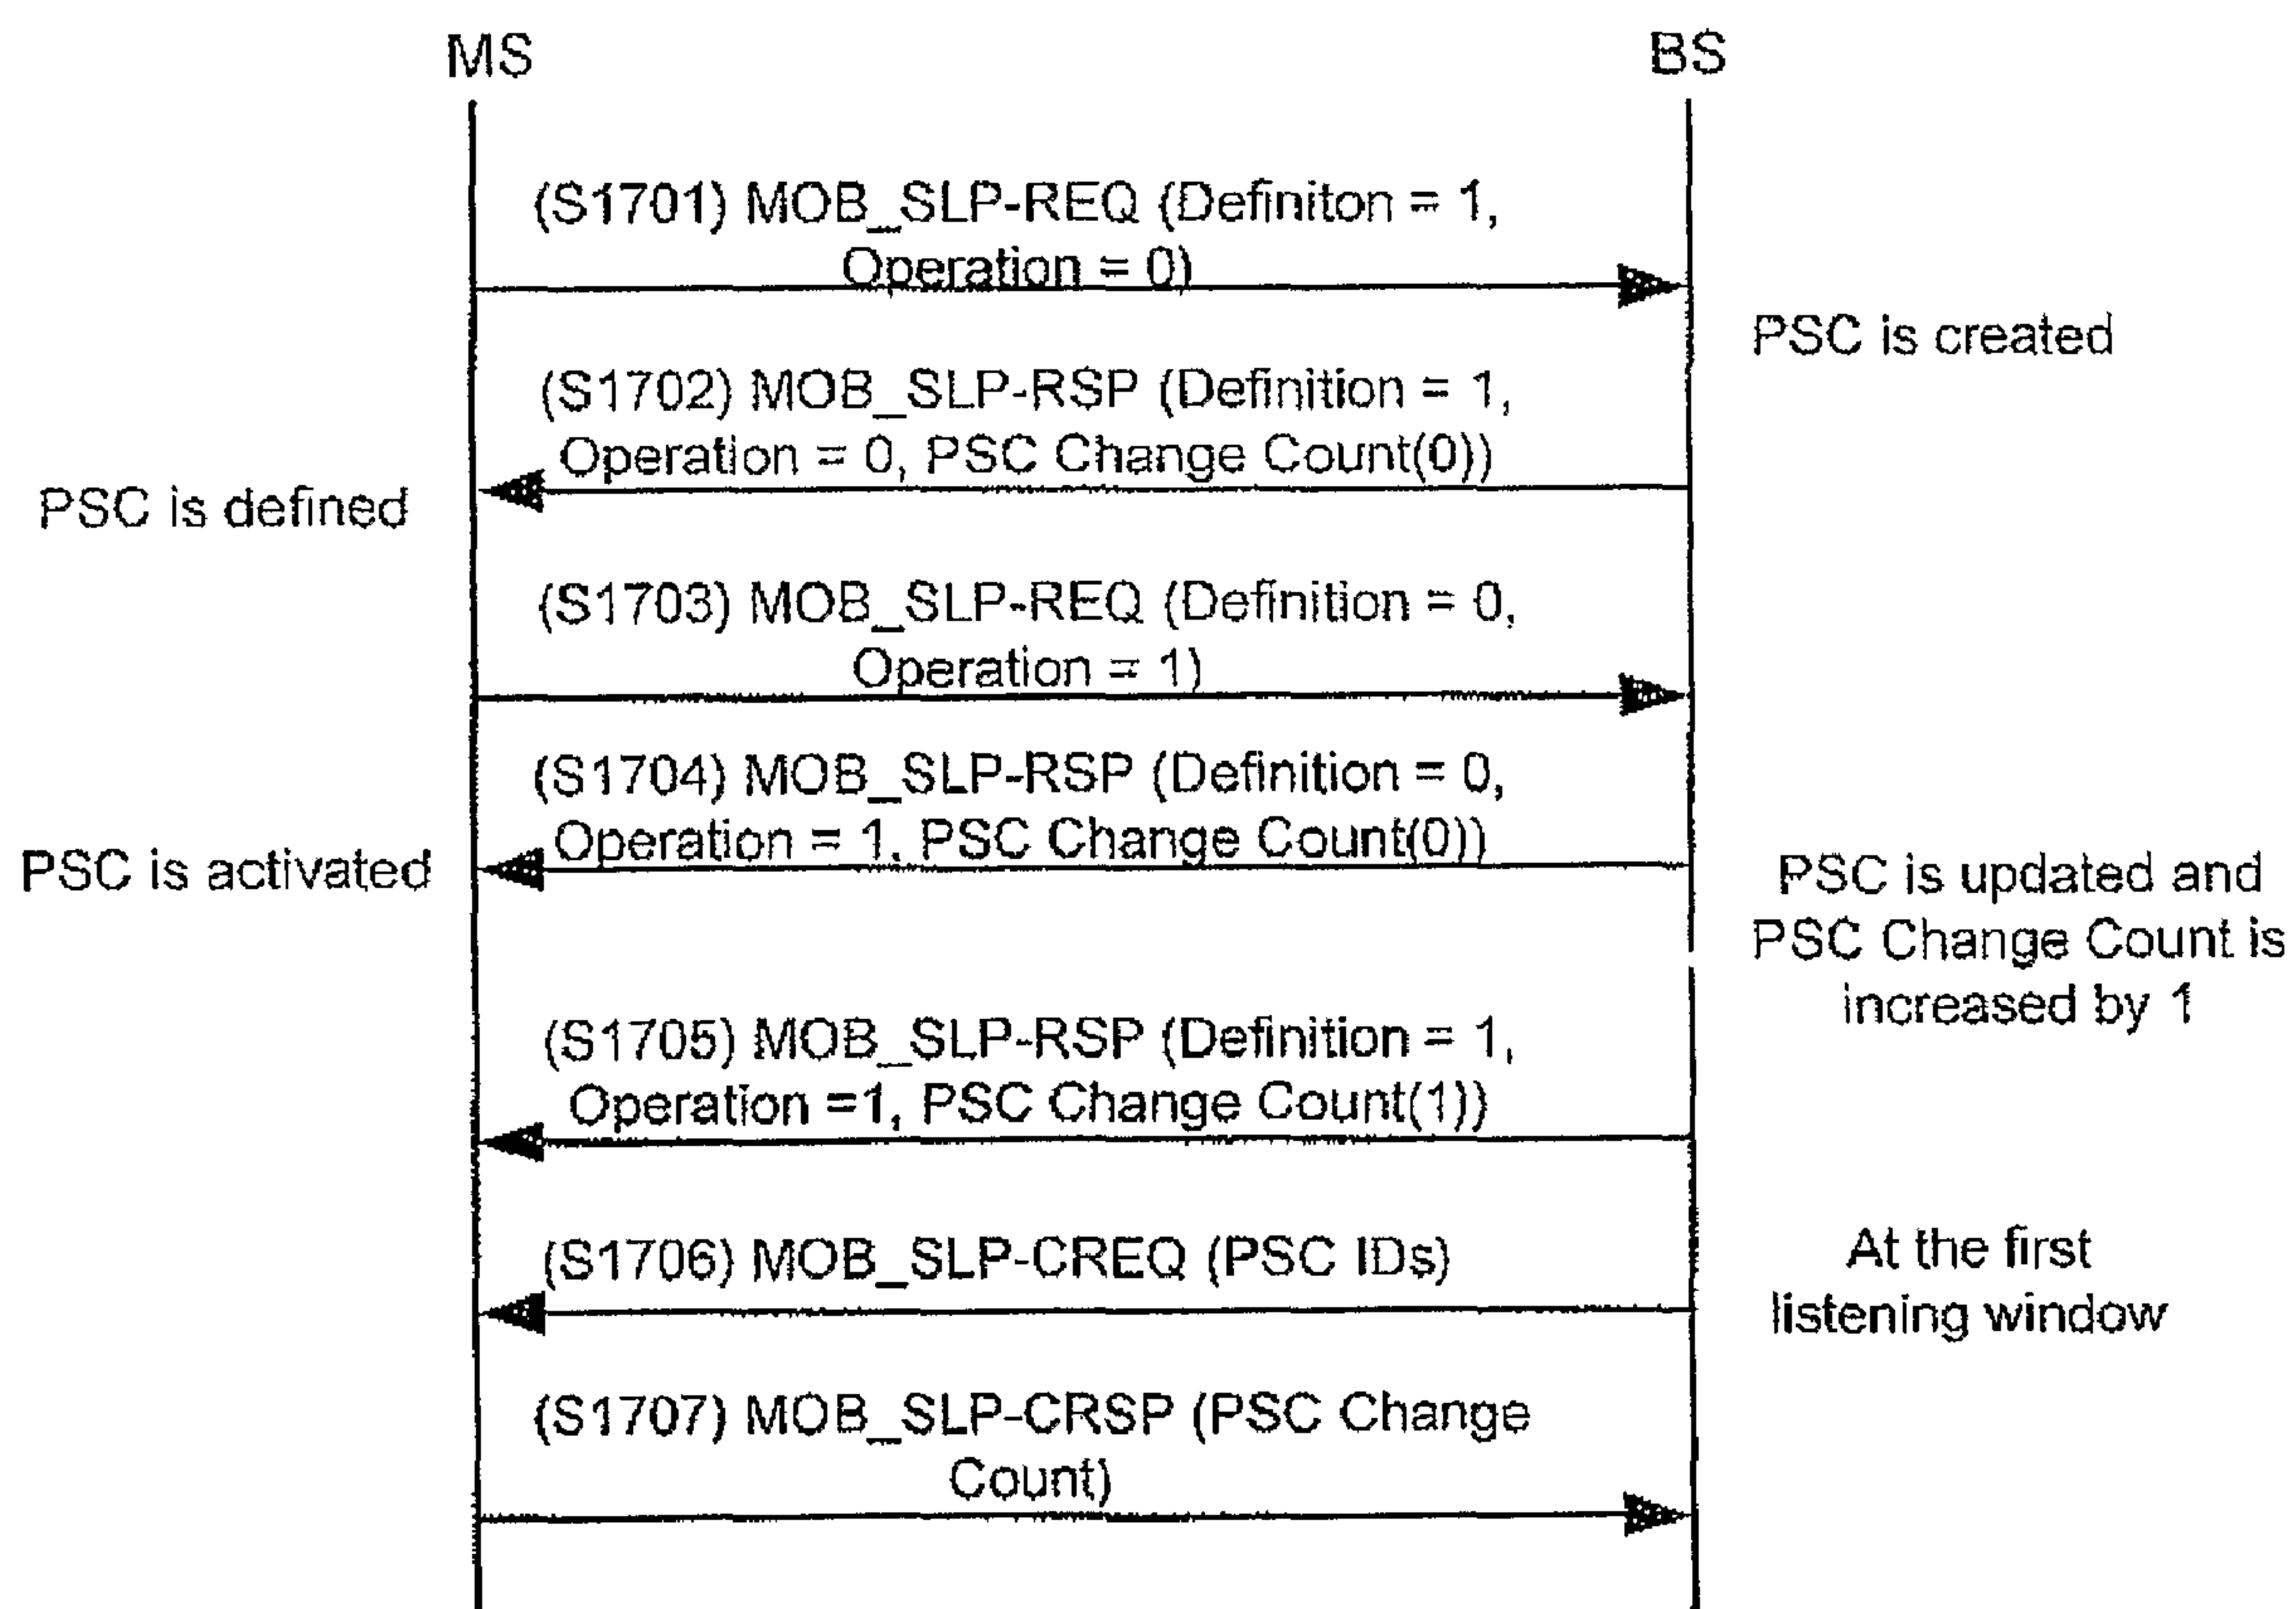 MS
BS
(S1701) MOB_SLP-REQ (Definiton = 1,
Operation = 0)
PSC is created
(S1702) MOB_SLP-RSP (Definition = 1,
Operation = 0, PSC Change Count(0))
PSC is defined
(S1703) MOB_SLP-REQ (Definition = 0,
Operation = 1)
(S1704) MOB_SLP-RSP (Definition = 0,
Operation = 1, PSC Change Count(0))
PSC is activated
PSC is updated and
PSC Change Count is
increased by 1
(S1705) MOB_SLP-RSP (Definition = 1,
Operation =1, PSC Change Count(1))
(S1706) MOB_SLP-CREQ (PSC IDs)
At the first
listening window
(S1707) MOB_SLP-CRSP (PSC Change
Count)